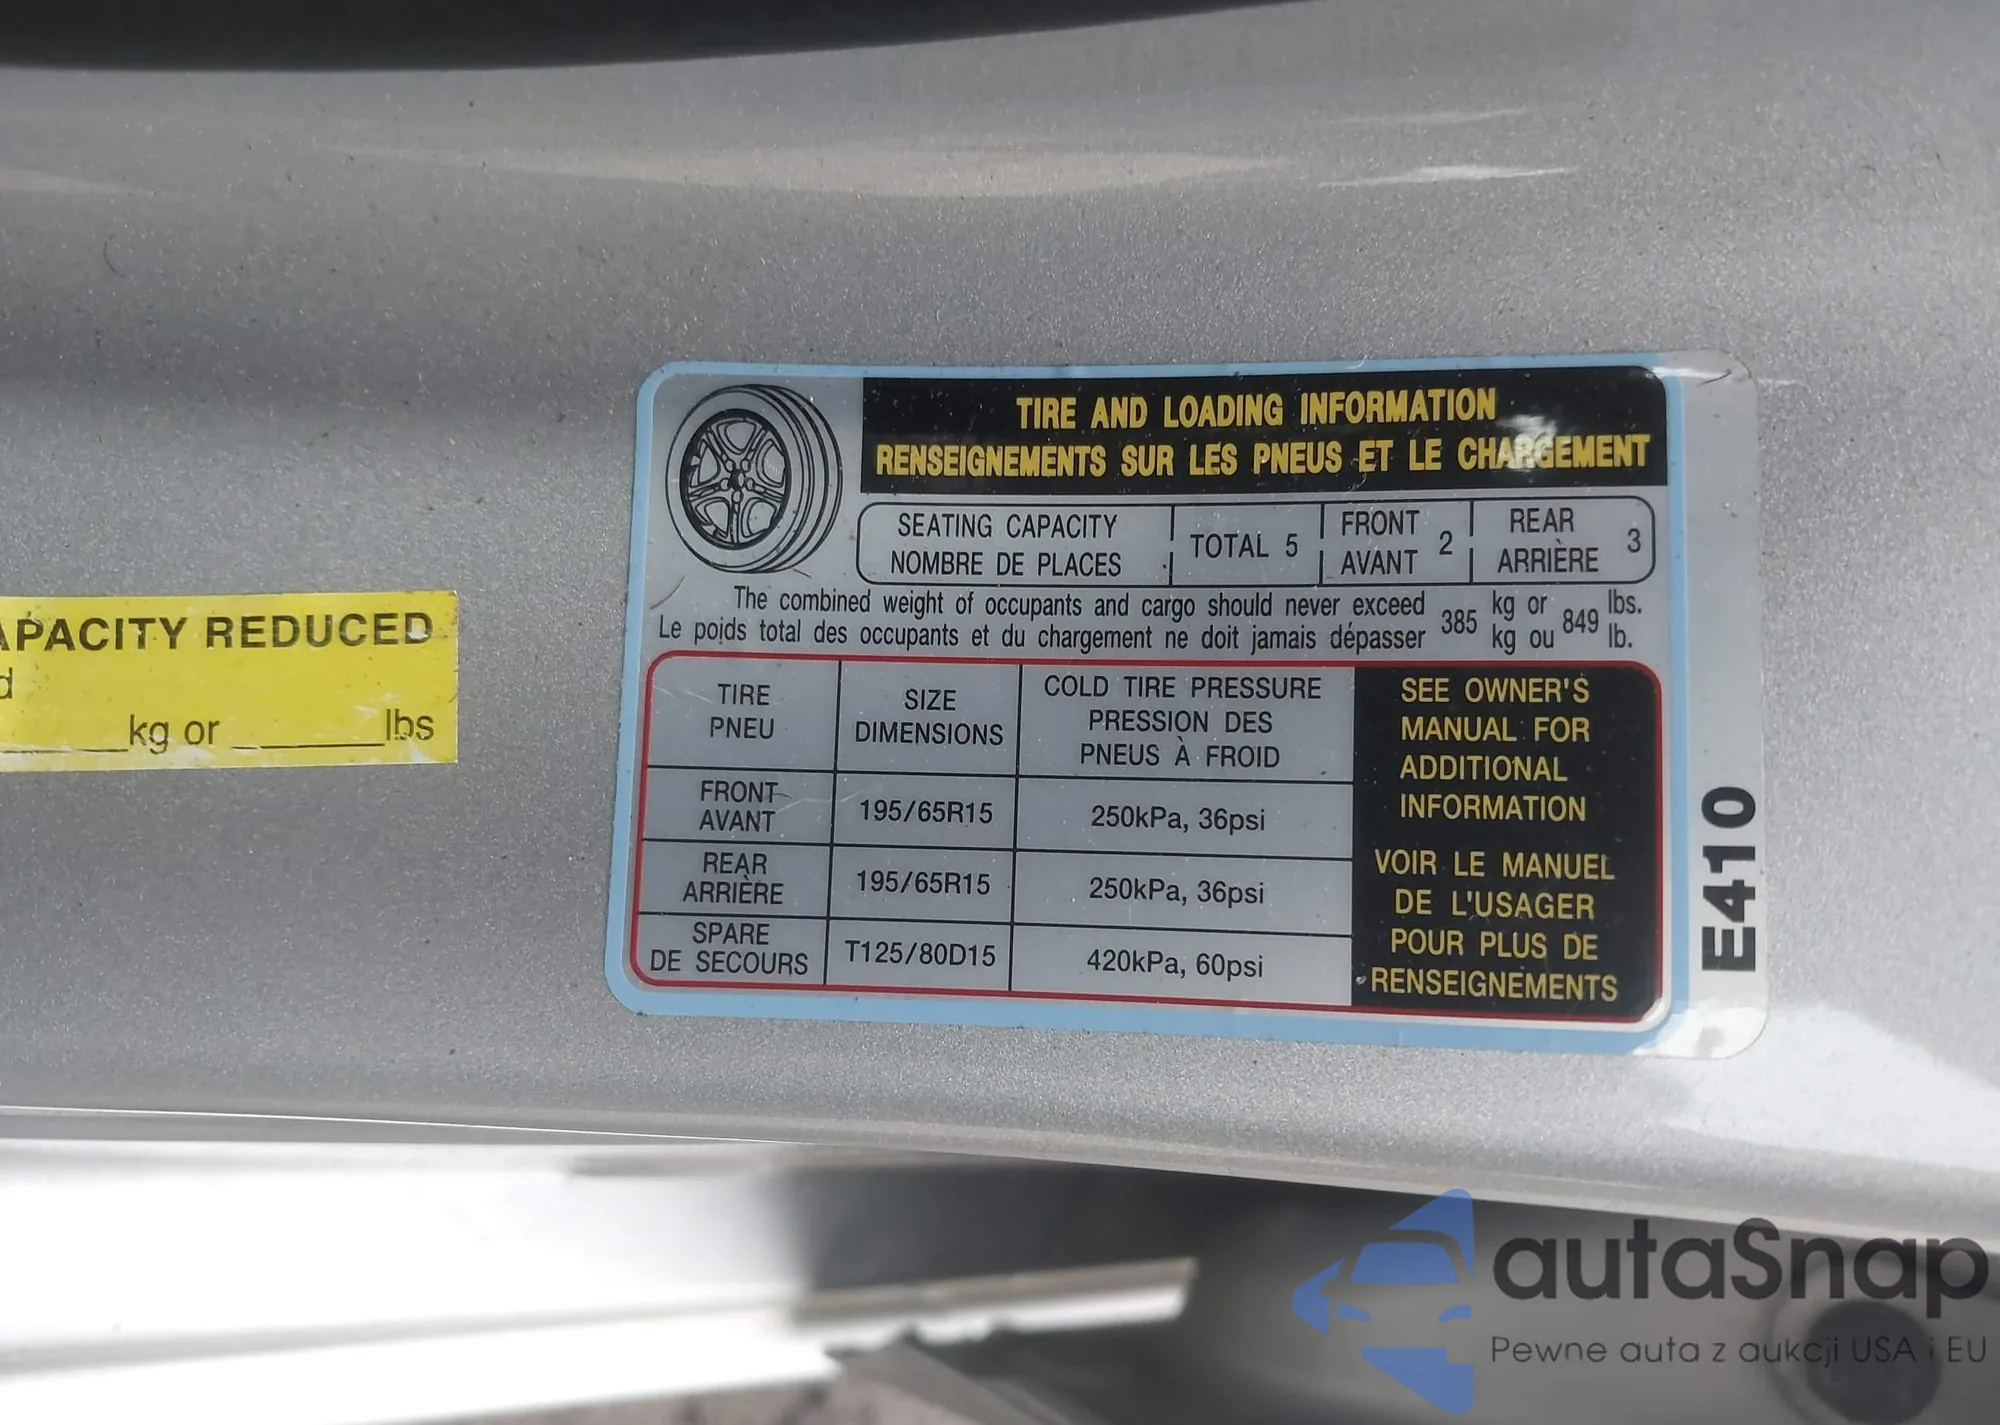 APACITY REDUCED
d
kg or lbs
TIRE AND LOADING INFORMATION
RENSEIGNEMENTS SUR LES PNEUS ET LE CHARGEMENT
SEATING CAPACITY
NOMBRE DE PLACES
TOTAL 5
FRONT
AVANT
2
REAR
ARRIÈRE
3
The combined weight of occupants and cargo should never exceed 385 kg or 849 lbs.
Le poids total des occupants et du chargement ne doit jamais dépasser kg ou lb.
TIRE
PNEU
SIZE
DIMENSIONS
COLD TIRE PRESSURE
PRESSION DES
PNEUS À FROID
FRONT
AVANT
195/65R15
250kPa, 36psi
REAR
ARRIÈRE
195/65R15
250kPa, 36psi
SPARE
DE SECOURS
T125/80D15
420kPa, 60psi
SEE OWNER'S
MANUAL FOR
ADDITIONAL
INFORMATION
VOIR LE MANUEL
DE L'USAGER
POUR PLUS DE
RENSEIGNEMENTS
E410
autaSnap
Pewne auta z aukcji USA i EU